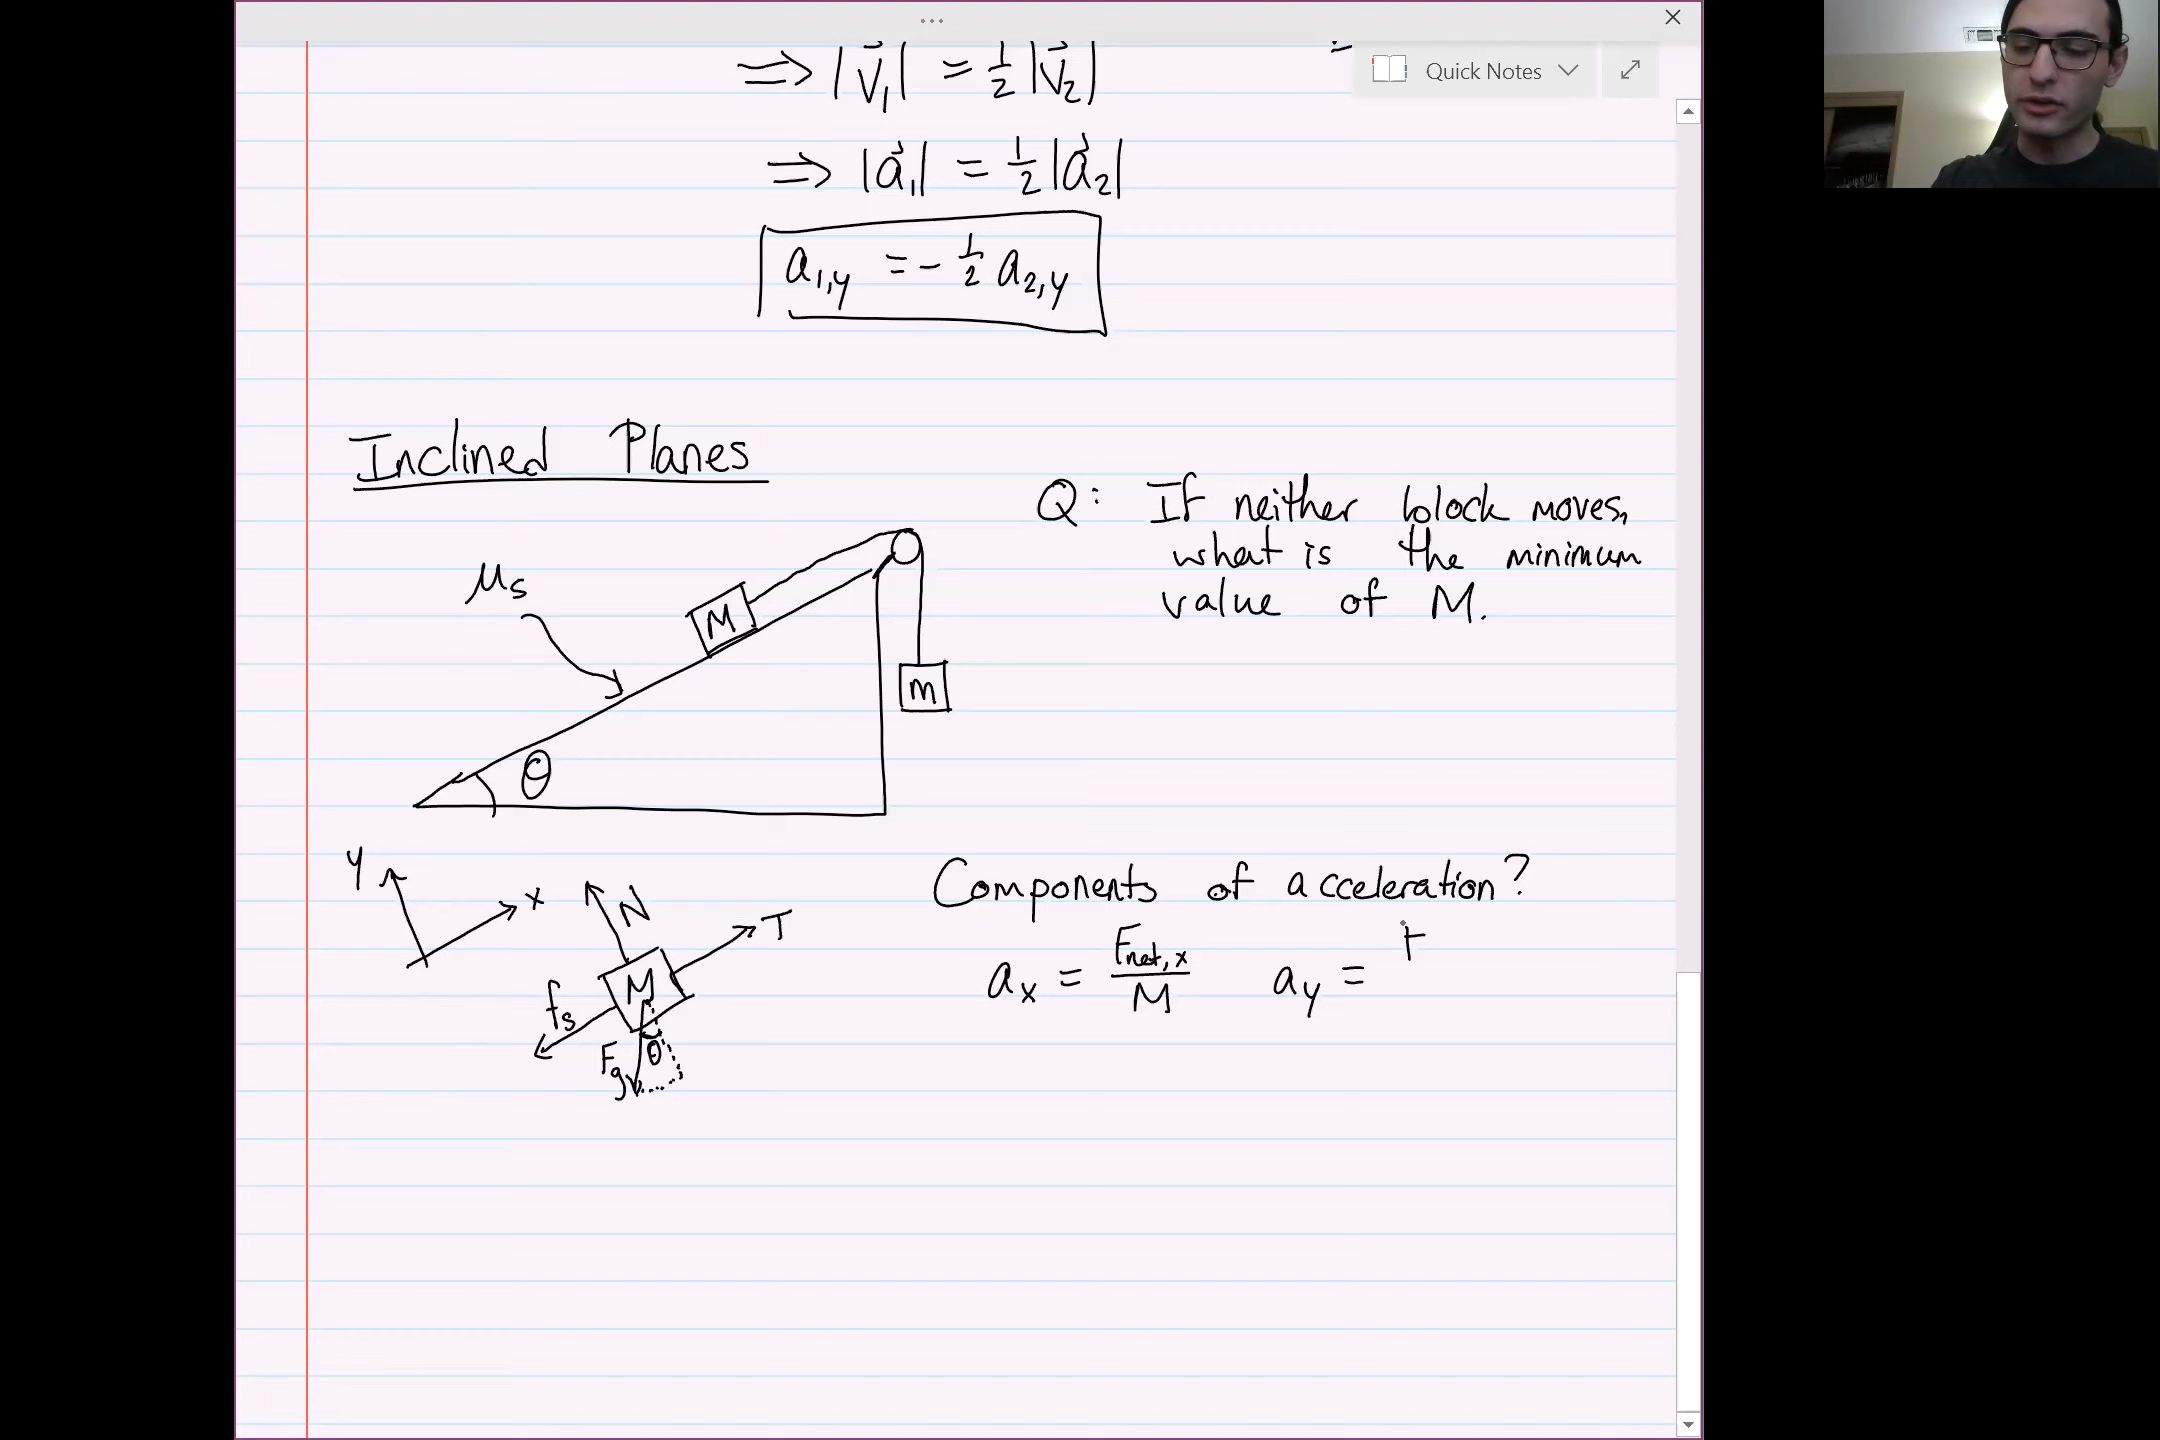 ⇒ |v⃗₁| = ½ |v⃗₂|
Quick Notes
⇒ |a⃗₁| = ½ |a⃗₂|
a₁,y = - ½ a₂,y
Inclined Planes
Q: If neither block moves,
what is the minimum
value of M.
μs
M
m
θ
y
x
N
T
M
fs
Fg
θ
Components of acceleration?
ax = Fnet,x / M ay =